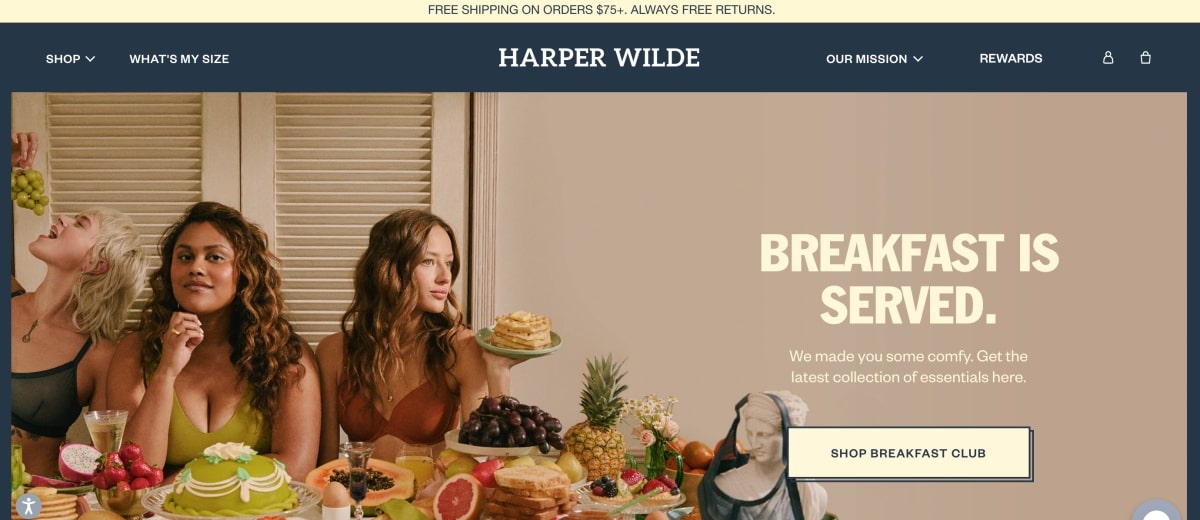 FREE SHIPPING ON ORDERS $75+. ALWAYS FREE RETURNS.
SHOP
WHAT'S MY SIZE
HARPER WILDE
OUR MISSION
REWARDS
BREAKFAST IS
SERVED.
We made you some comfy. Get the
latest collection of essentials here.
SHOP BREAKFAST CLUB